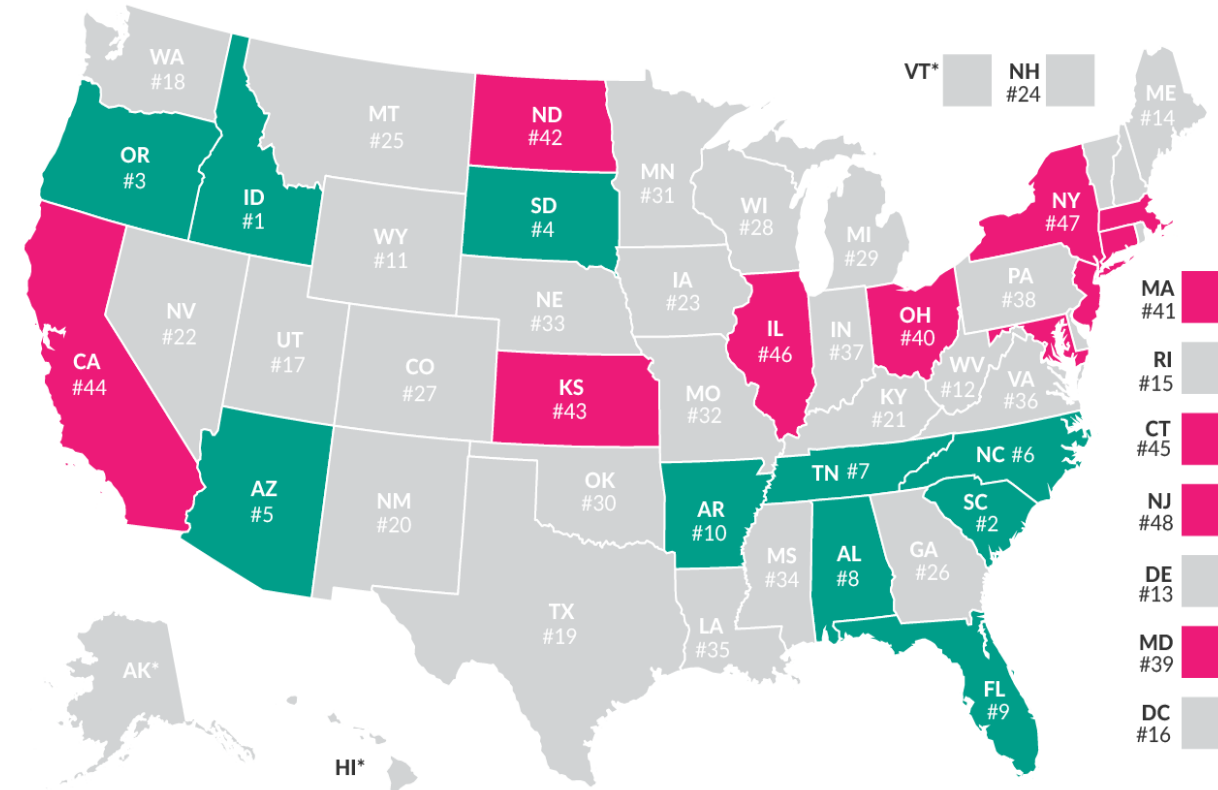 WA
#18
OR
#3
ID
#1
MT
#25
ND
#42
SD
#4
MN
#31
WI
#28
MI
#29
VT*
NH
#24
ME
#14
NY
#47
CA
#44
NV
#22
UT
#17
WY
#11
CO
#27
NE
#33
KS
#43
IA
#23
MO
#32
IL
#46
IN
#37
OH
#40
PA
#38
WV
#12
VA
#36
KY
#21
AZ
#5
NM
#20
OK
#30
TX
#19
AR
#10
LA
#35
MS
#34
AL
#8
TN #7
NC #6
SC
#2
GA
#26
FL
#9
AK*
HI*
MA
#41
RI
#15
CT
#45
NJ
#48
DE
#13
MD
#39
DC
#16